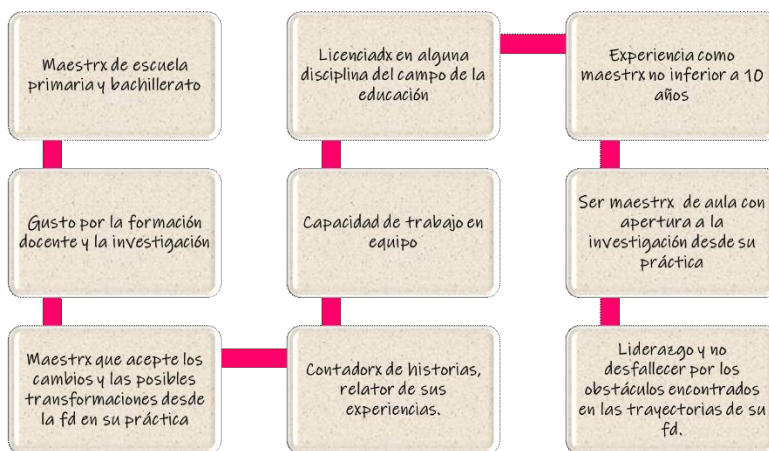 Maestrx de escuela
primaria y bachillerato
Gusto por la formación
docente y la investigación
Maestrx que acepte los
cambios y las posibles
transformaciones desde
la fd en su práctica
Contadorx de historias,
relator de sus
experiencias.
Capacidad de trabajo en
equipo
Licenciadx en alguna
disciplina del campo de la
educación
Experiencia como
maestrx no inferior a 10
años
Ser maestrx de aula con
apertura a la
investigación desde su
práctica
Liderazgo y no
desfallecer por los
obstáculos encontrados
en las trayectorias de su
fd.